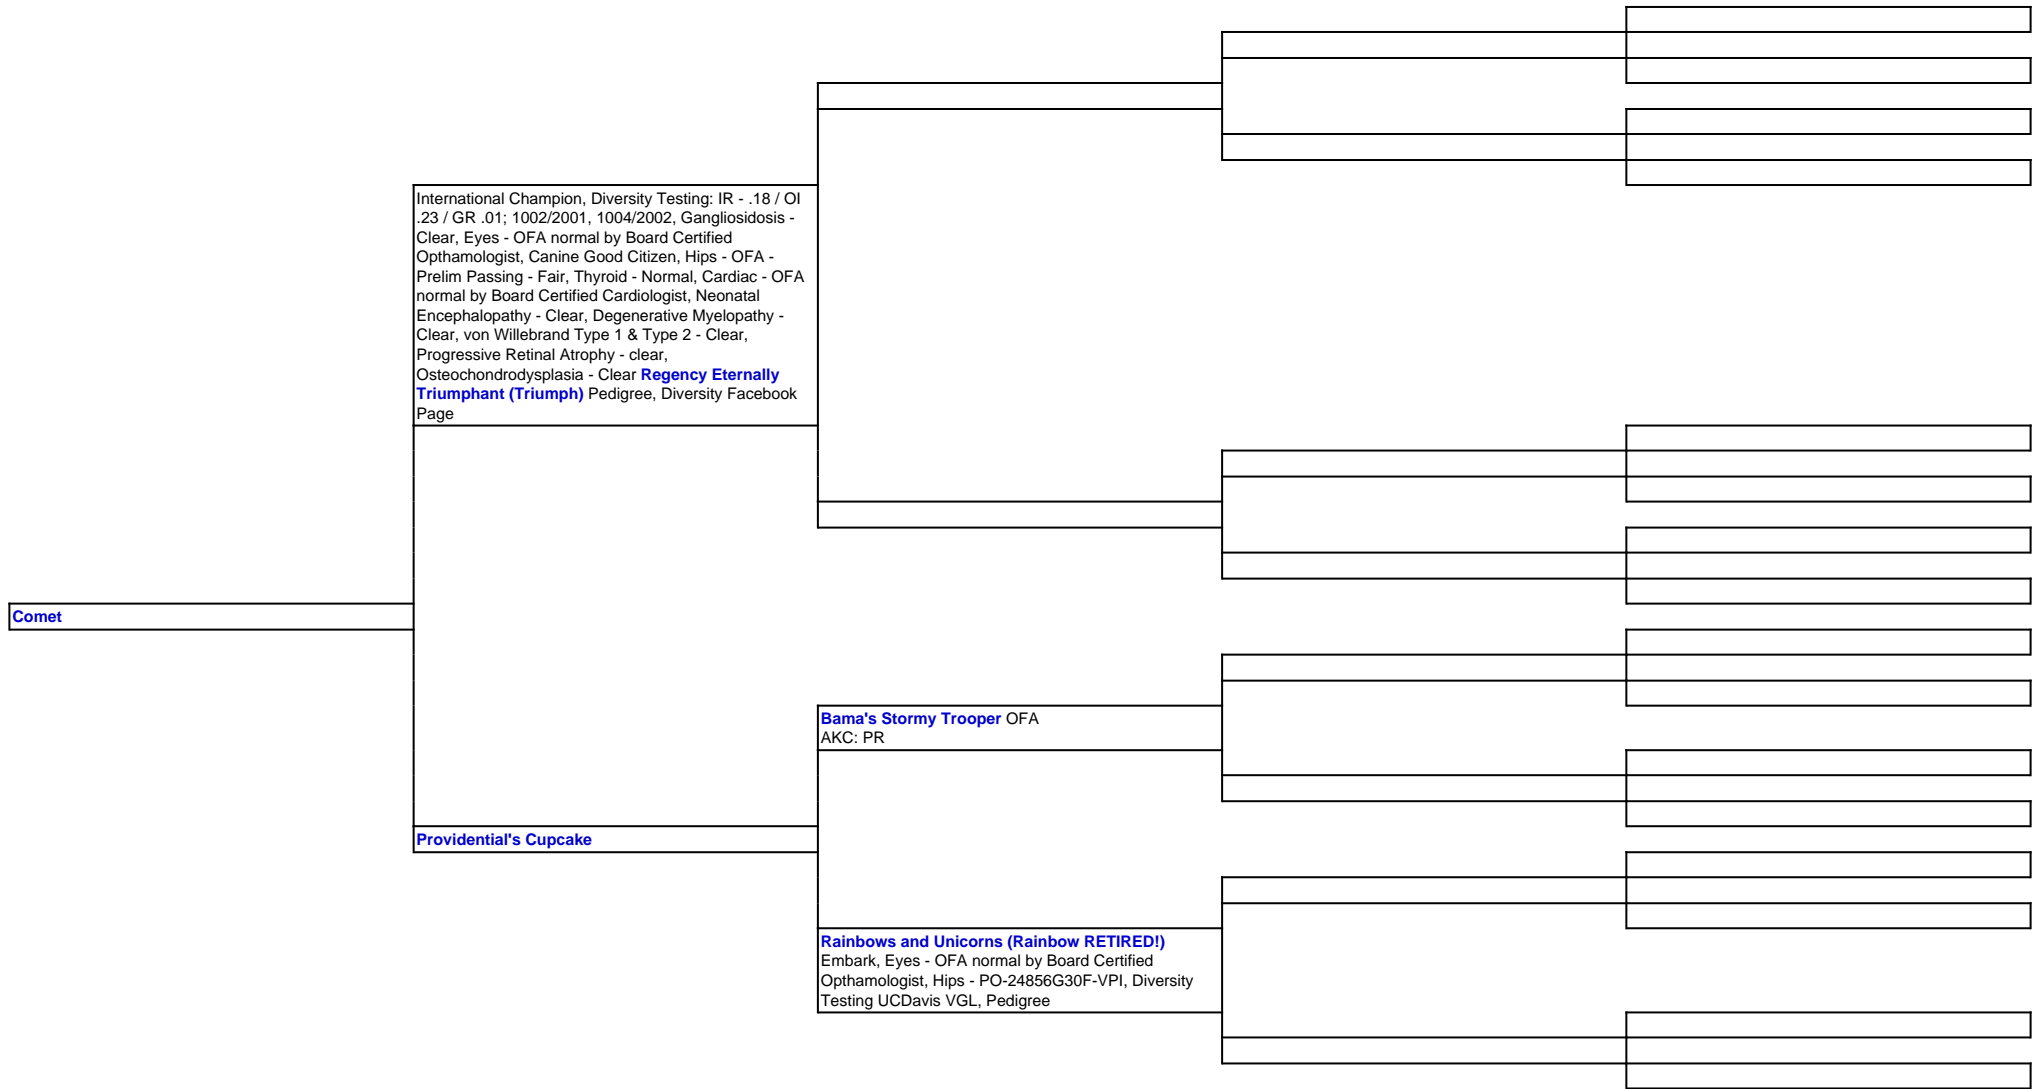 International Champion, Diversity Testing: IR - .18 / OI
.23 / GR .01; 1002/2001, 1004/2002, Gangliosidosis -
Clear, Eyes - OFA normal by Board Certified
Opthamologist, Canine Good Citizen, Hips - OFA -
Prelim Passing - Fair, Thyroid - Normal, Cardiac - OFA
normal by Board Certified Cardiologist, Neonatal
Encephalopathy - Clear, Degenerative Myelopathy -
Clear, von Willebrand Type 1 & Type 2 - Clear,
Progressive Retinal Atrophy - clear,
Osteochondrodysplasia - Clear Regency Eternally
Triumphant (Triumph) Pedigree, Diversity Facebook
Page
Comet
Bama's Stormy Trooper OFA
AKC: PR
Providential's Cupcake
Rainbows and Unicorns (Rainbow RETIRED!)
Embark, Eyes - OFA normal by Board Certified
Opthamologist, Hips - PO-24856G30F-VPI, Diversity
Testing UCDavis VGL, Pedigree